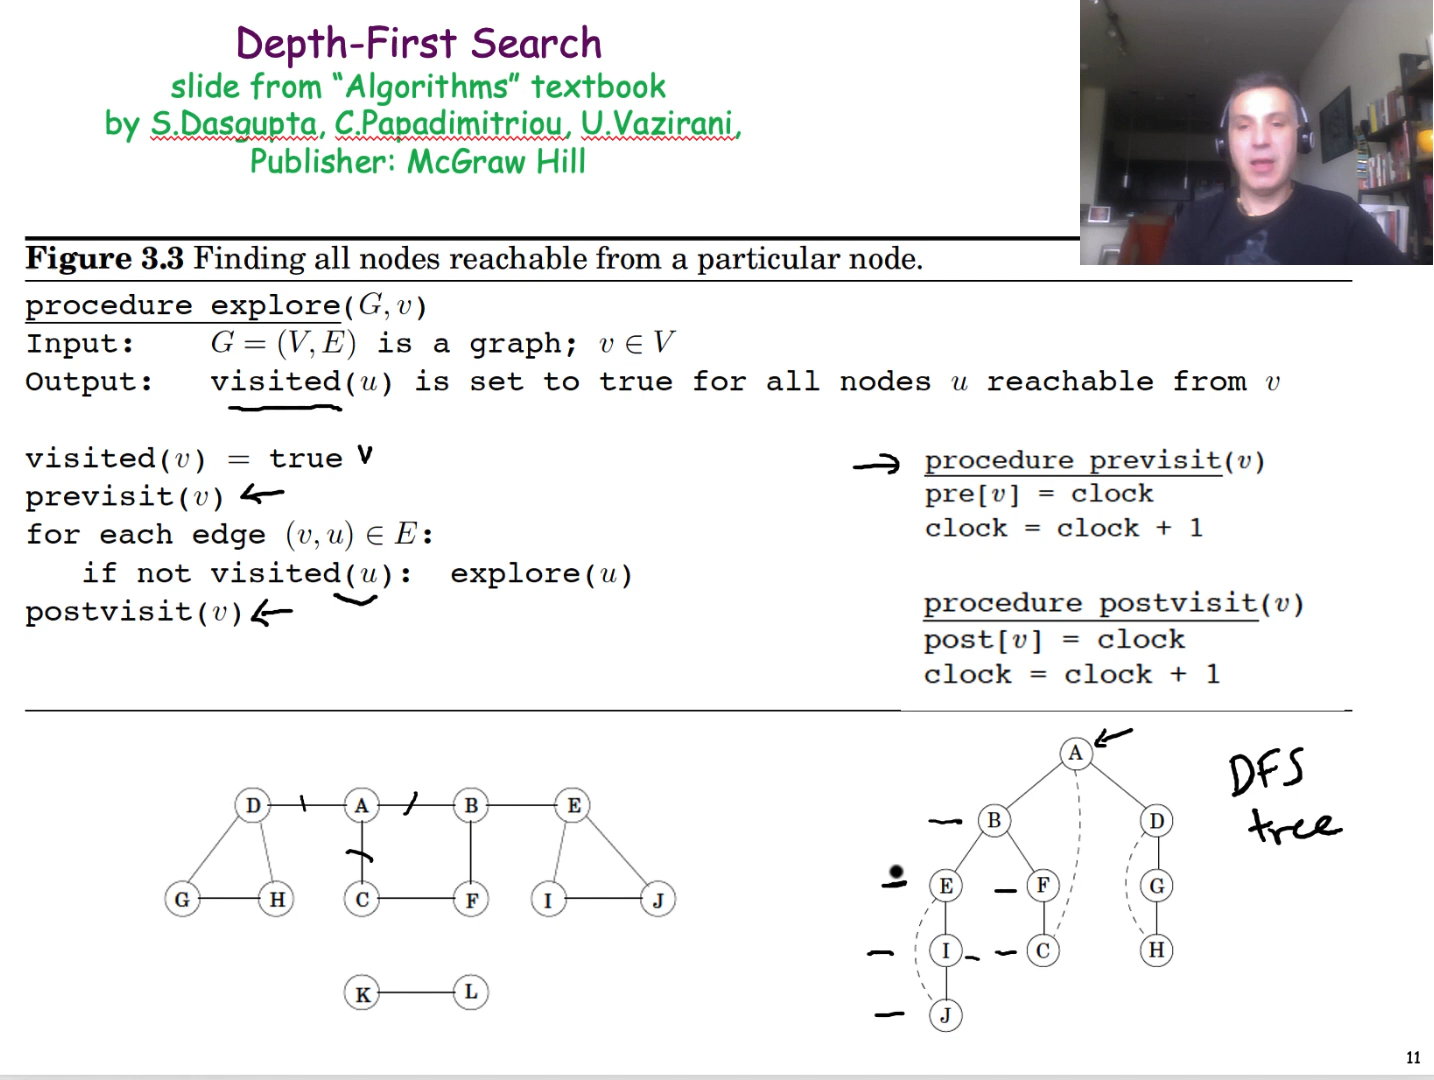 Depth-First Search
slide from “Algorithms” textbook
by S.Dasgupta, C.Papadimitriou, U.Vazirani,
Publisher: McGraw Hill
Figure 3.3 Finding all nodes reachable from a particular node.
procedure explore(G, v)
Input: G = (V, E) is a graph; v ∈ V
Output: visited(u) is set to true for all nodes u reachable from v
visited(v) = true
previsit(v)
for each edge (v, u) ∈ E:
if not visited(u): explore(u)
postvisit(v)
procedure previsit(v)
pre[v] = clock
clock = clock + 1
procedure postvisit(v)
post[v] = clock
clock = clock + 1
D A B E
G H C F I J
K L
A
B D
E F G
I C H
J
DFS
tree
11